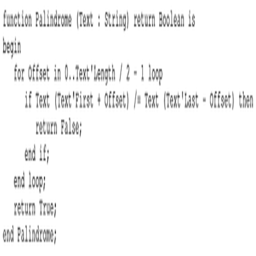 function Palindrome (Text : String) return Boolean is
begin
for Offset in 0..Text'Length / 2 - 1 loop
if Text (Text'First + Offset) /= Text (Text'Last - Offset) then
return False;
end if;
end loop;
return True;
end Palindrome;